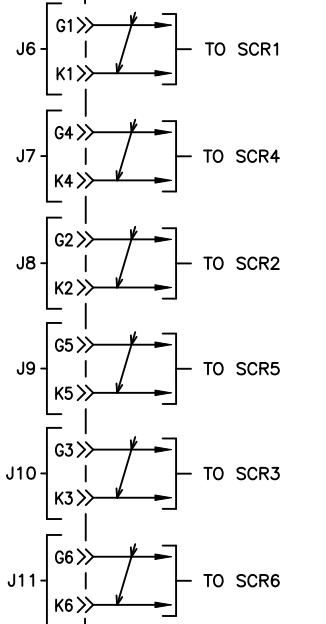 G1
J6 TO SCR1
K1
G4
J7 TO SCR4
K4
G2
J8 TO SCR2
K2
G5
J9 TO SCR5
K5
G3
J10 TO SCR3
K3
G6
J11 TO SCR6
K6